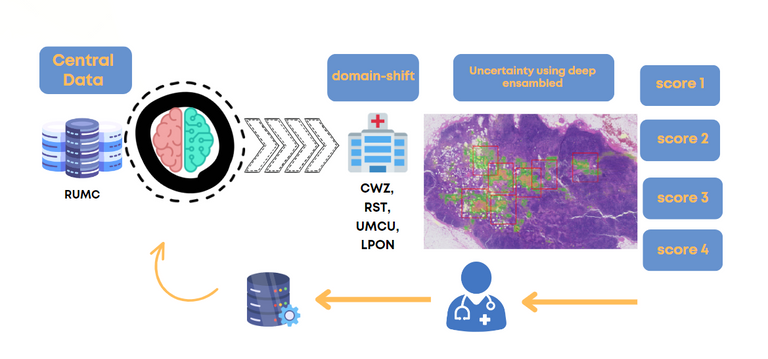 Central
Data
RUMC
domain-shift
CWZ,
RST,
UMCU,
LPON
Uncertainty using deep
ensambled
score 1
score 2
score 3
score 4